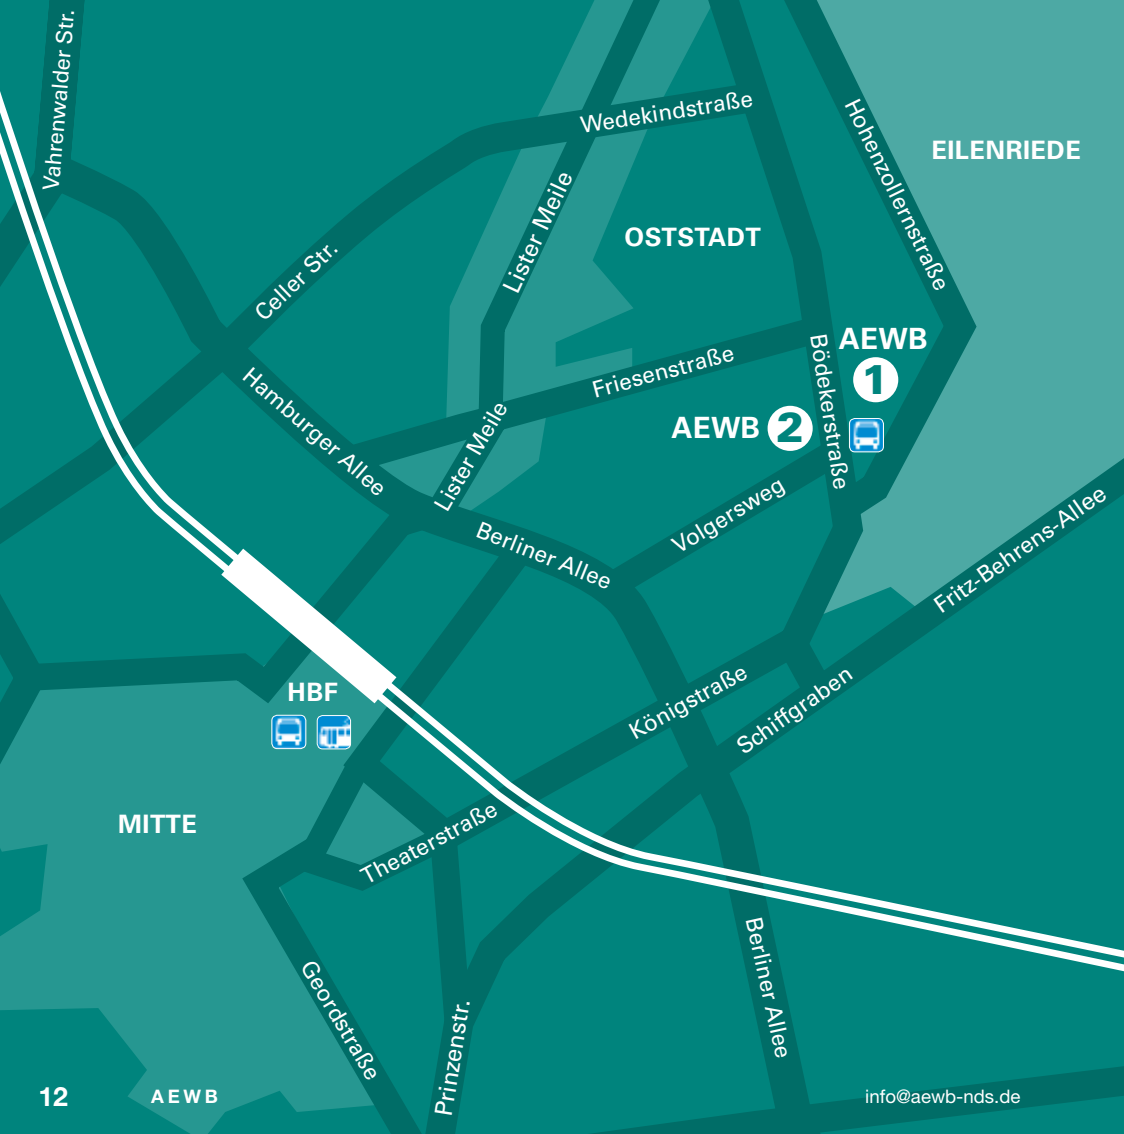 Vahrenwalder Str.
Wedekindstraße
Hohenzollernstraße
EILENRIEDE
Lister Meile
OSTSTADT
Celler Str.
AEWB
1
Bödekerstraße
Friesenstraße
Hamburger Allee
AEWB 2
Lister Meile
Volgersweg
Berliner Allee
Fritz-Behrens-Allee
HBF
Königstraße
Schiffgraben
MITTE
Theaterstraße
Berliner Allee
Geordstraße
Prinzenstr.
12
AEWB
info@aewb-nds.de